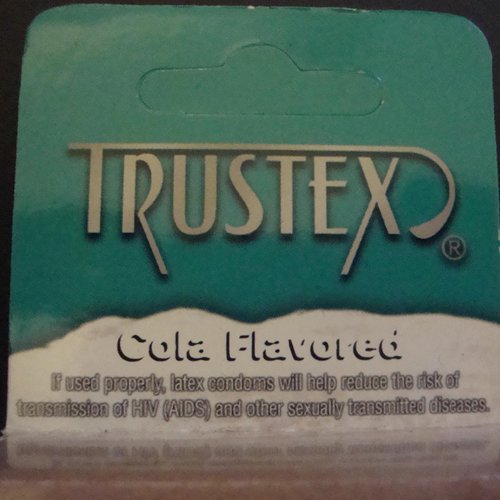 TRUSTEX®
Cola Flavored
If used properly, latex condoms will help reduce the risk of
transmission of HIV (AIDS) and other sexually transmitted diseases.